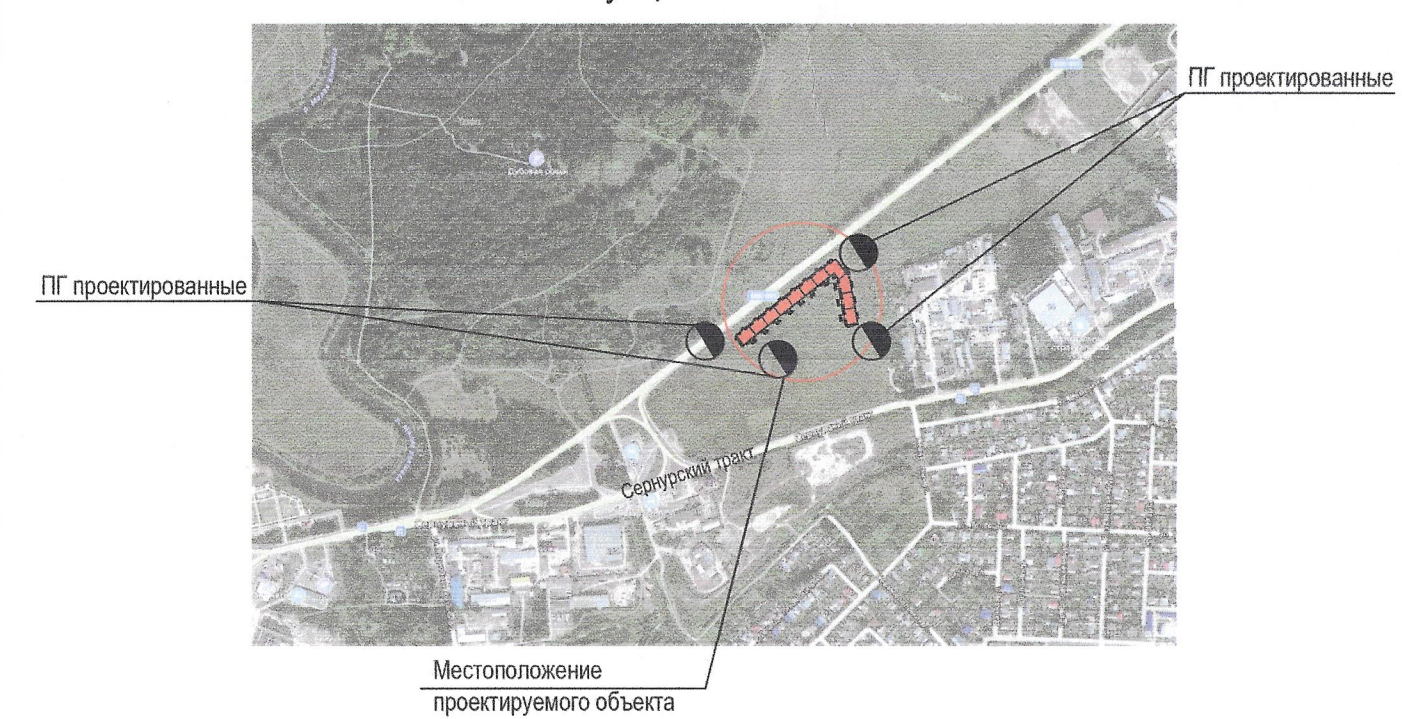 ПГ проектированные
ПГ проектированные
Сернурский тракт
Местоположение
проектируемого объекта